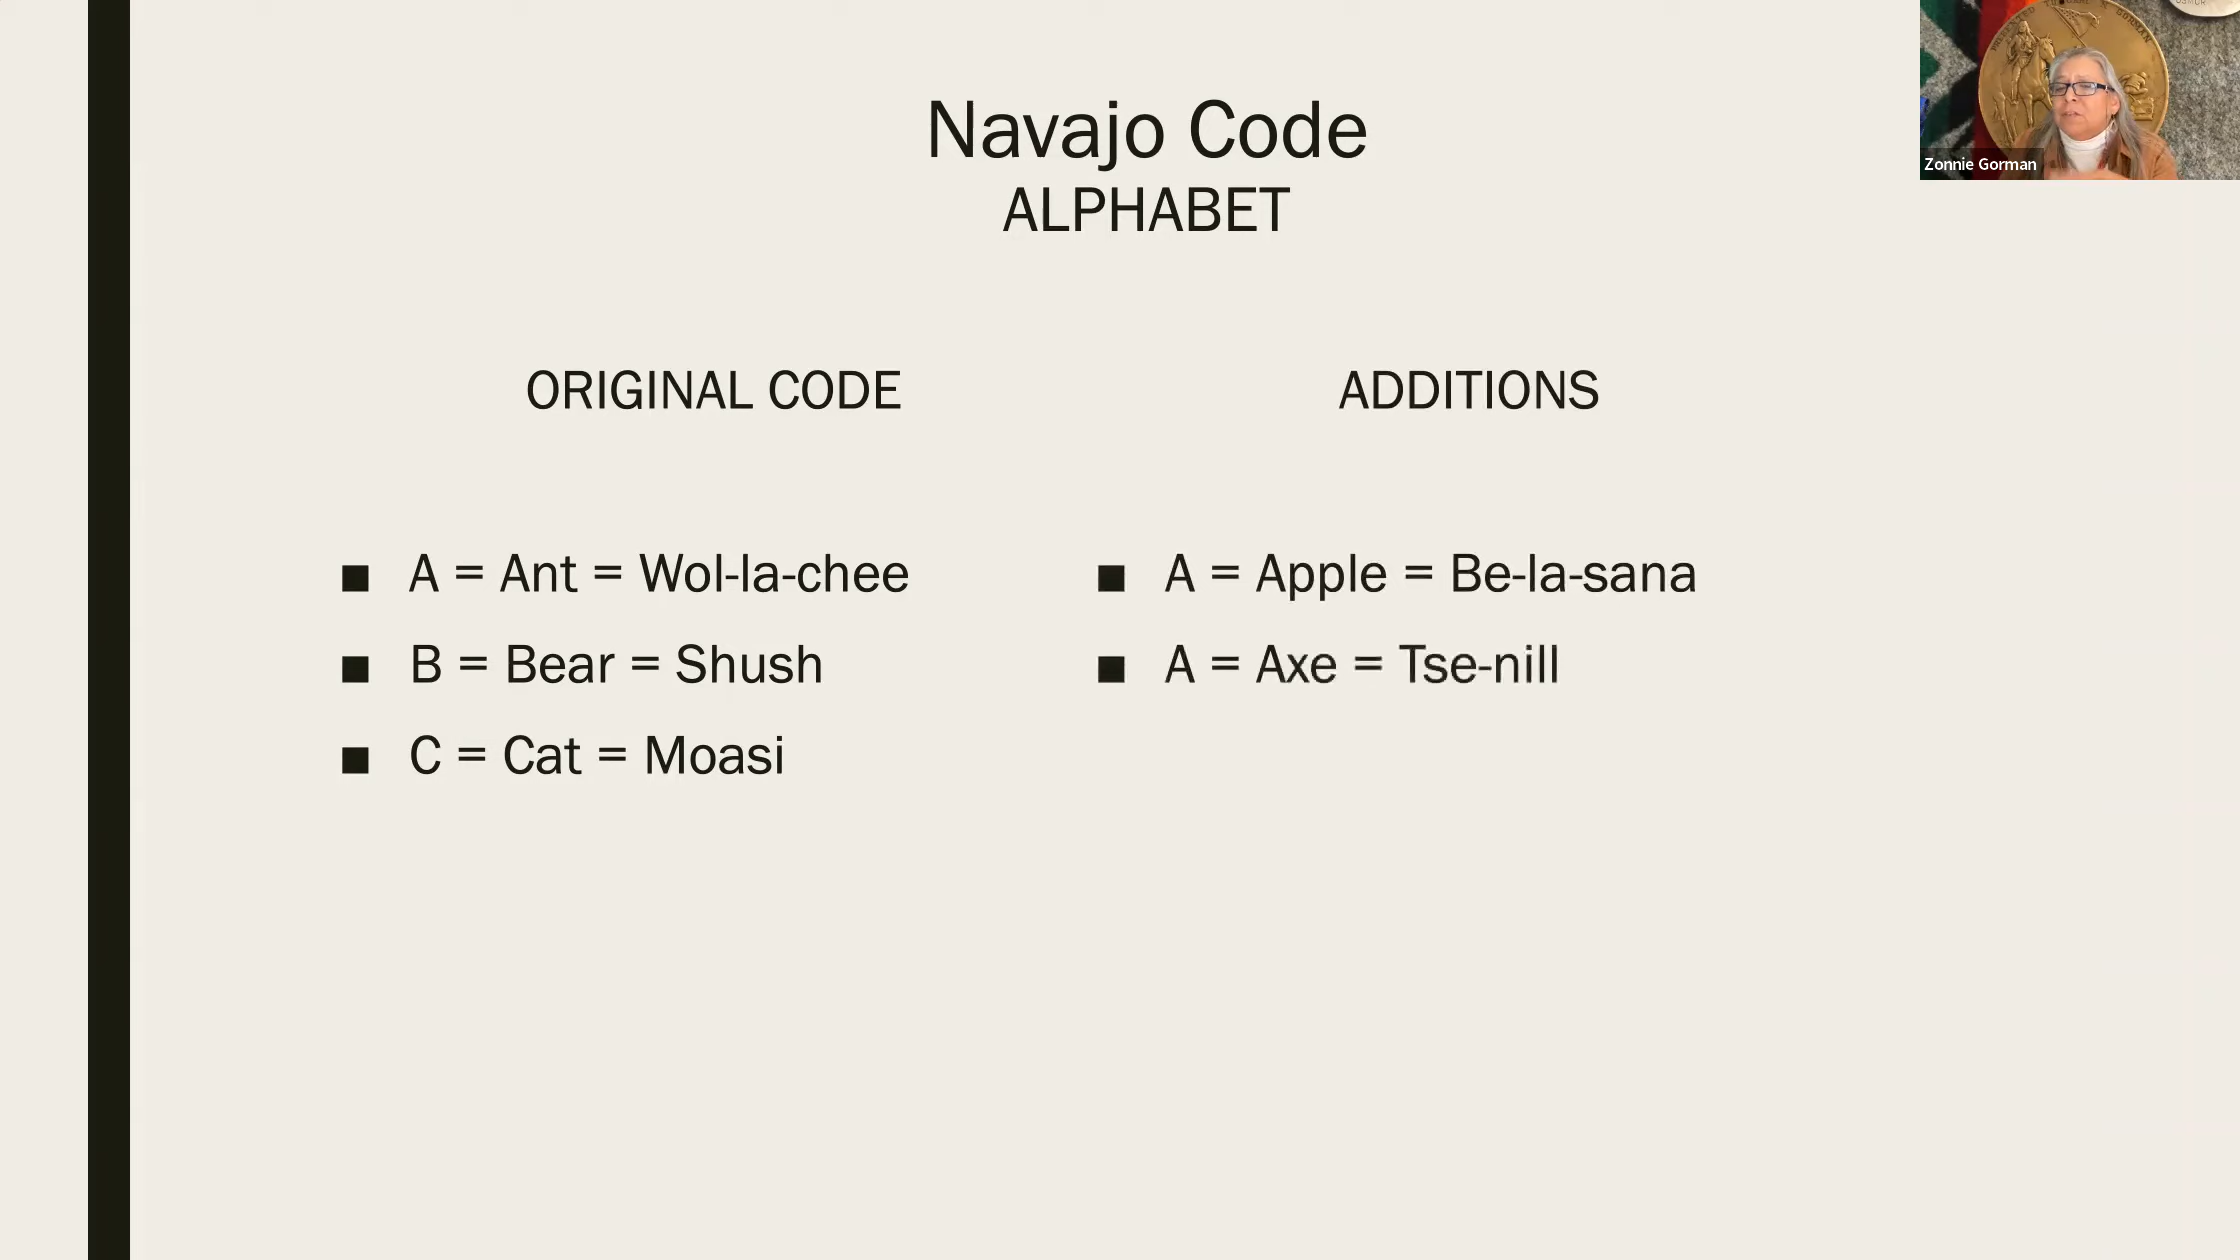 Navajo Code
ALPHABET
ORIGINAL CODE
A = Ant = Wol-la-chee
B = Bear = Shush
C = Cat = Moasi
ADDITIONS
A = Apple = Be-la-sana
A = Axe = Tse-nill
GORMAN
Zonnie Gorman